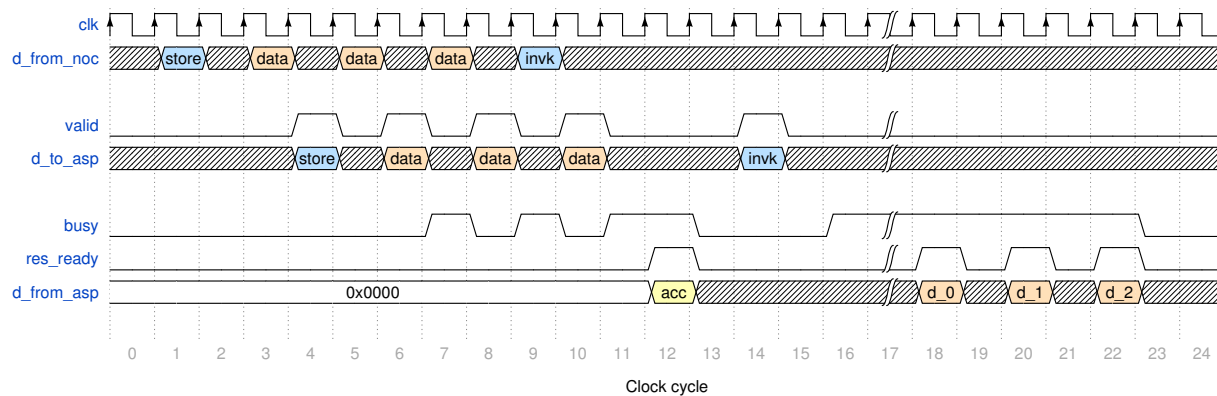 clk
d_from_noc store data data data invk
valid
d_to_asp store data data data invk
busy
res_ready
d_from_asp 0x0000 acc d_0 d_1 d_2
0 1 2 3 4 5 6 7 8 9 10 11 12 13 14 15 16 17 18 19 20 21 22 23 24
Clock cycle